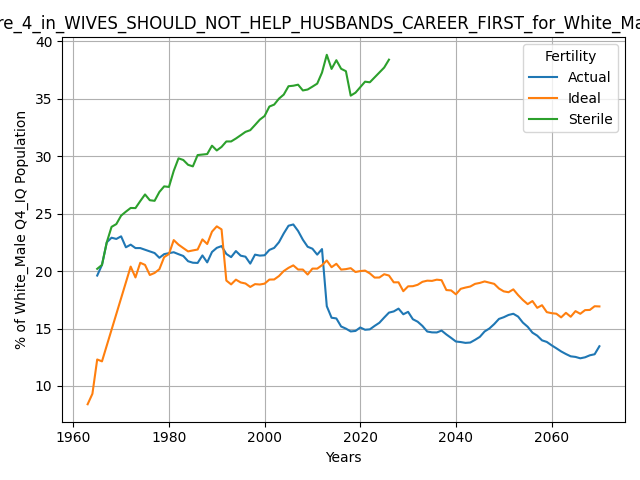 re_4_in_WIVES_SHOULD_NOT_HELP_HUSBANDS_CAREER_FIRST_for_White_Ma
% of White_Male Q4_IQ Population
40
35
30
25
20
15
10
Fertility
Actual
Ideal
Sterile
1960
1980
2000
2020
2040
2060
Years